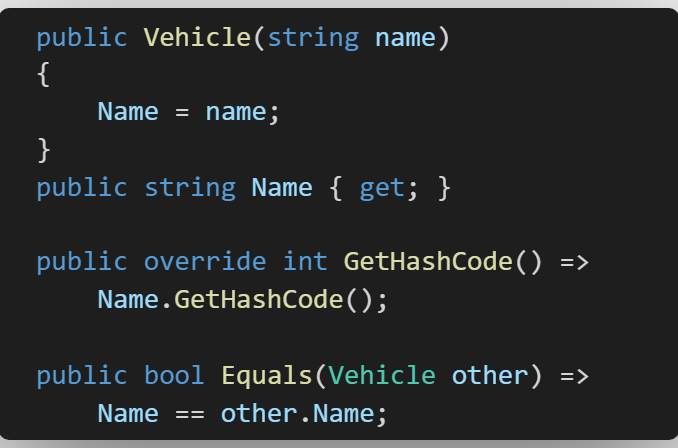 public Vehicle(string name)
{
    Name = name;
}
public string Name { get; }

public override int GetHashCode() =>
    Name.GetHashCode();

public bool Equals(Vehicle other) =>
    Name == other.Name;